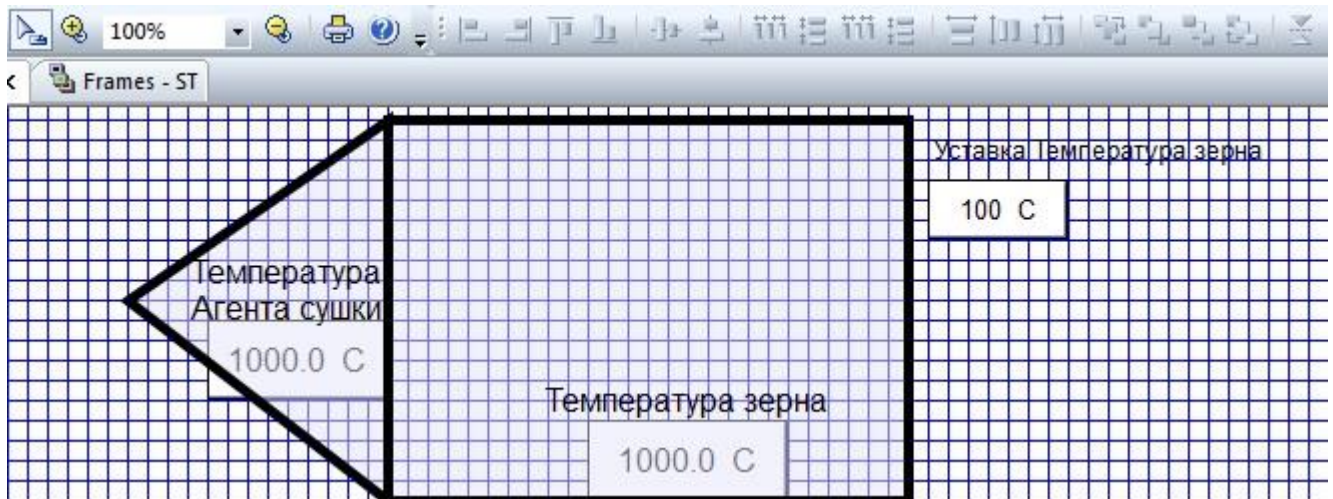 100%
Frames - ST
Уставка Температура зерна
100 C
Температура
Агента сушки
1000.0 C
Температура зерна
1000.0 C